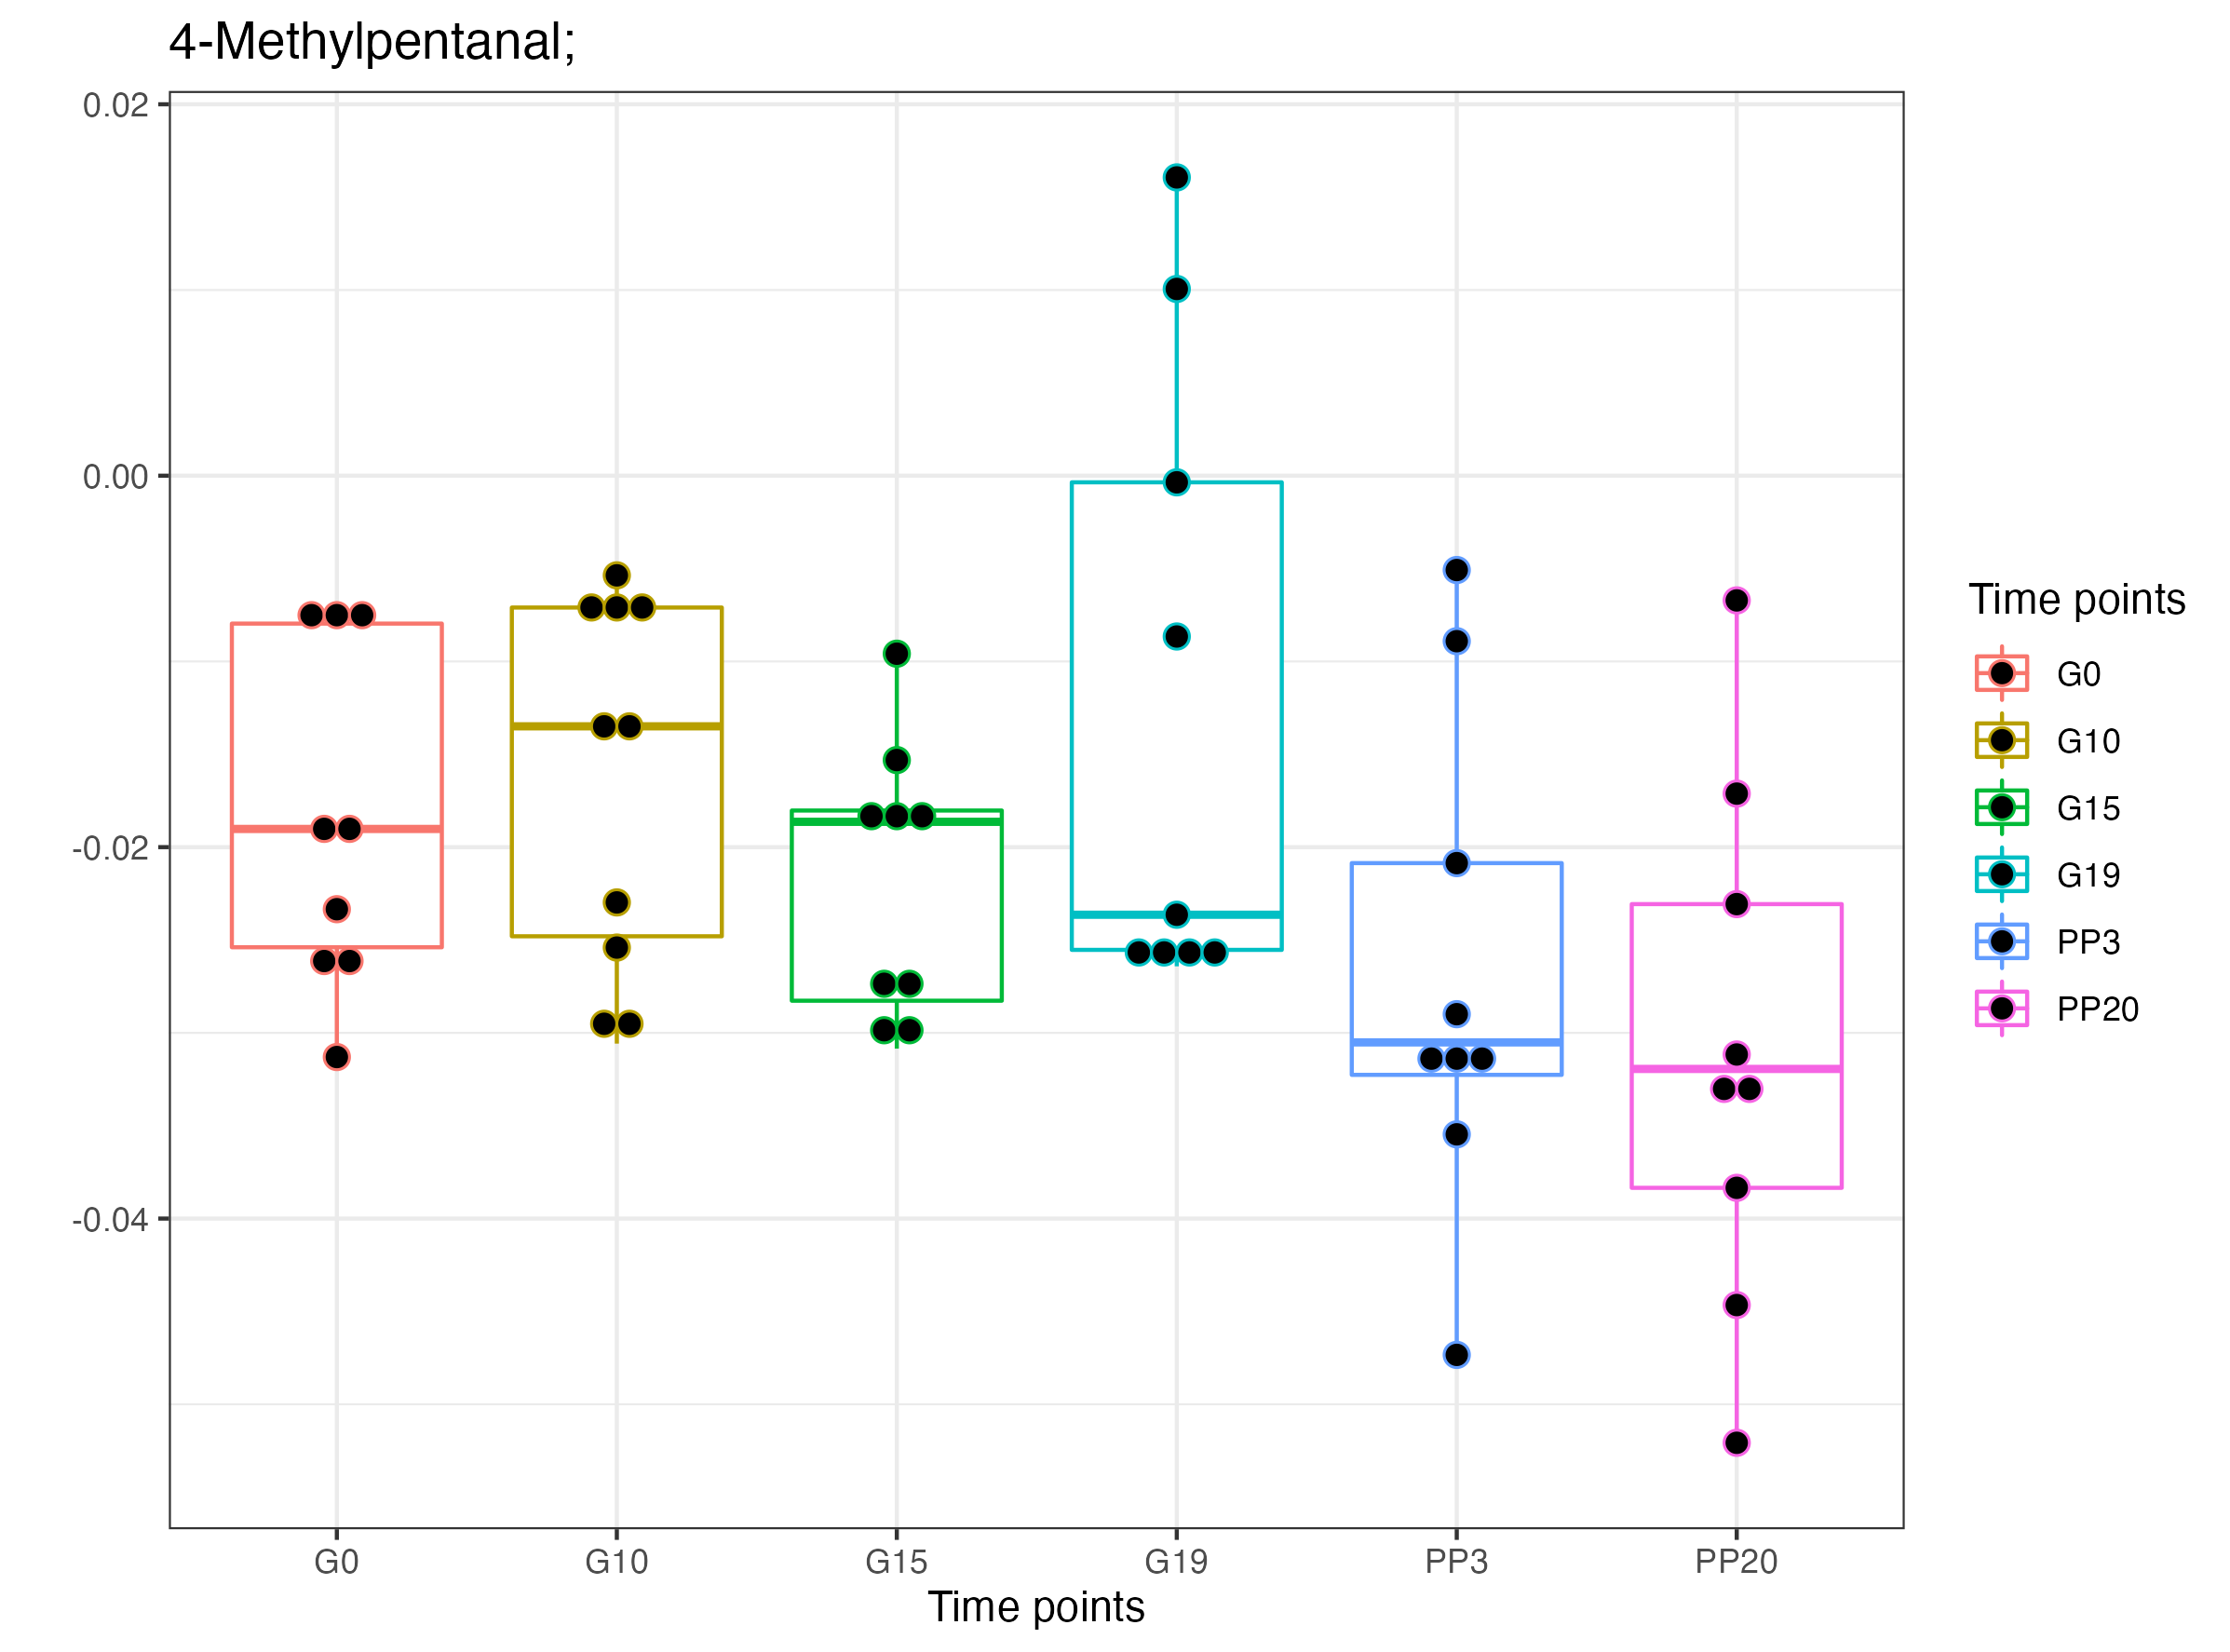 4-Methylpentanal;
0.02
0.00
-0.02
-0.04
G0 G10 G15 G19 PP3 PP20
Time points
Time points
G0
G10
G15
G19
PP3
PP20